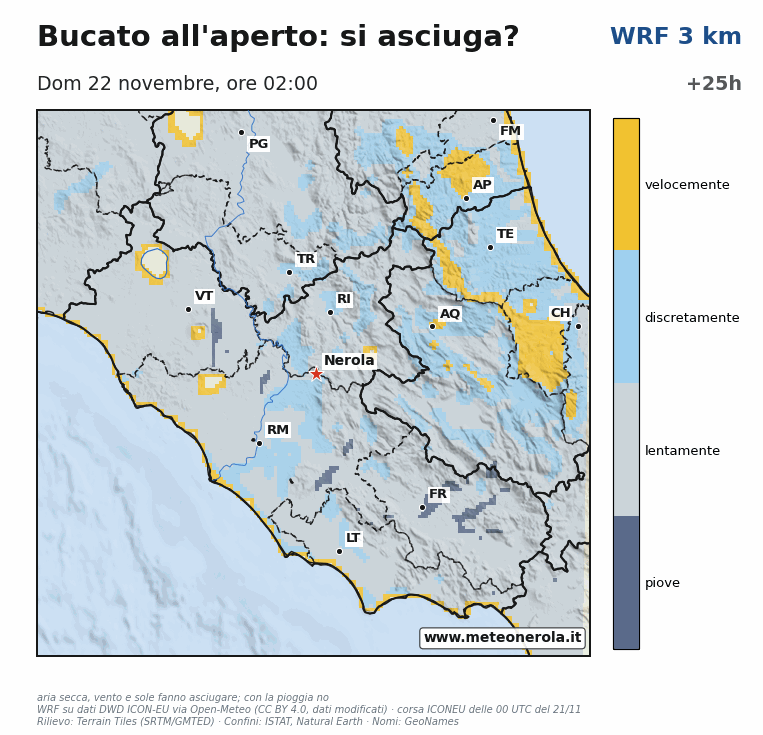 Bucato all'aperto: si asciuga?
WRF 3 km
Dom 22 novembre, ore 02:00
+25h
FM
PG
AP
TE
TR
VT
RI
AQ
CH
Nerola
RM
FR
LT
www.meteonerola.it
velocemente
discretamente
lentamente
piove
aria secca, vento e sole fanno asciugare; con la pioggia no
WRF su dati DWD ICON-EU via Open-Meteo (CC BY 4.0, dati modificati) · corsa ICONEU delle 00 UTC del 21/11
Rilievo: Terrain Tiles (SRTM/GMTED) · Confini: ISTAT, Natural Earth · Nomi: GeoNames